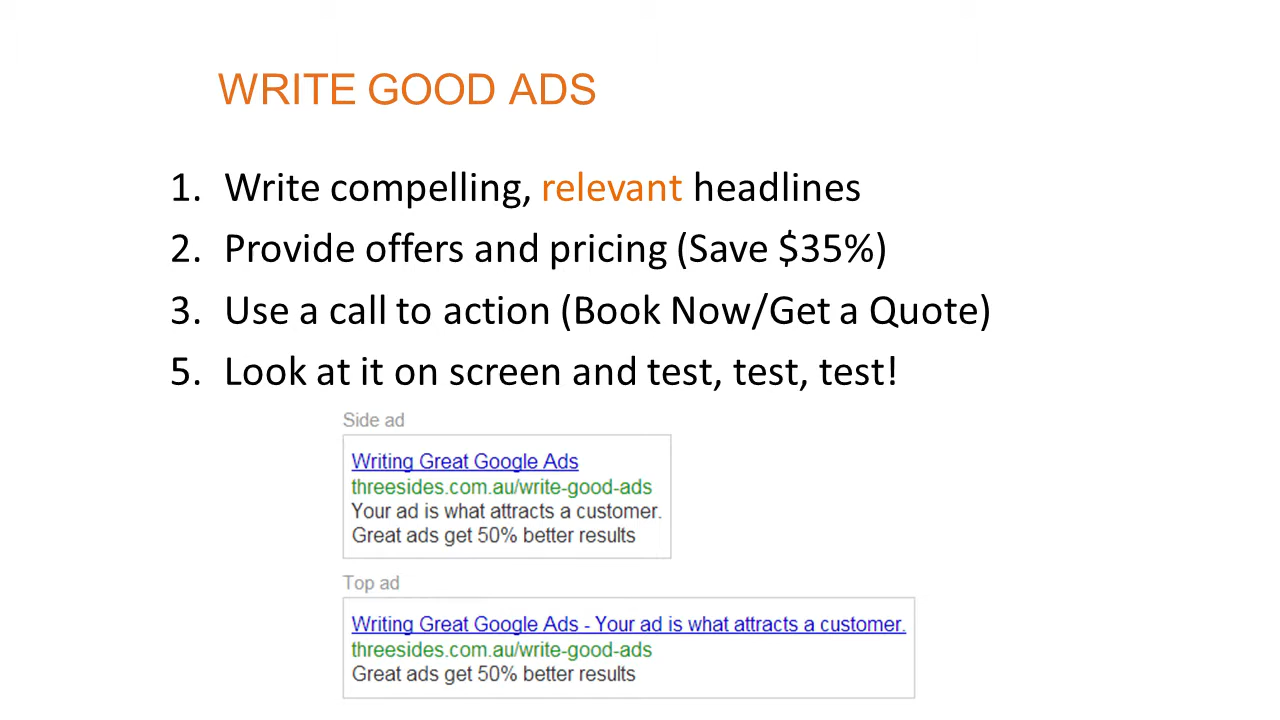 WRITE GOOD ADS
1. Write compelling, relevant headlines
2. Provide offers and pricing (Save $35%)
3. Use a call to action (Book Now/Get a Quote)
5. Look at it on screen and test, test, test!
Side ad
Writing Great Google Ads
threesides.com.au/write-good-ads
Your ad is what attracts a customer.
Great ads get 50% better results
Top ad
Writing Great Google Ads - Your ad is what attracts a customer.
threesides.com.au/write-good-ads
Great ads get 50% better results